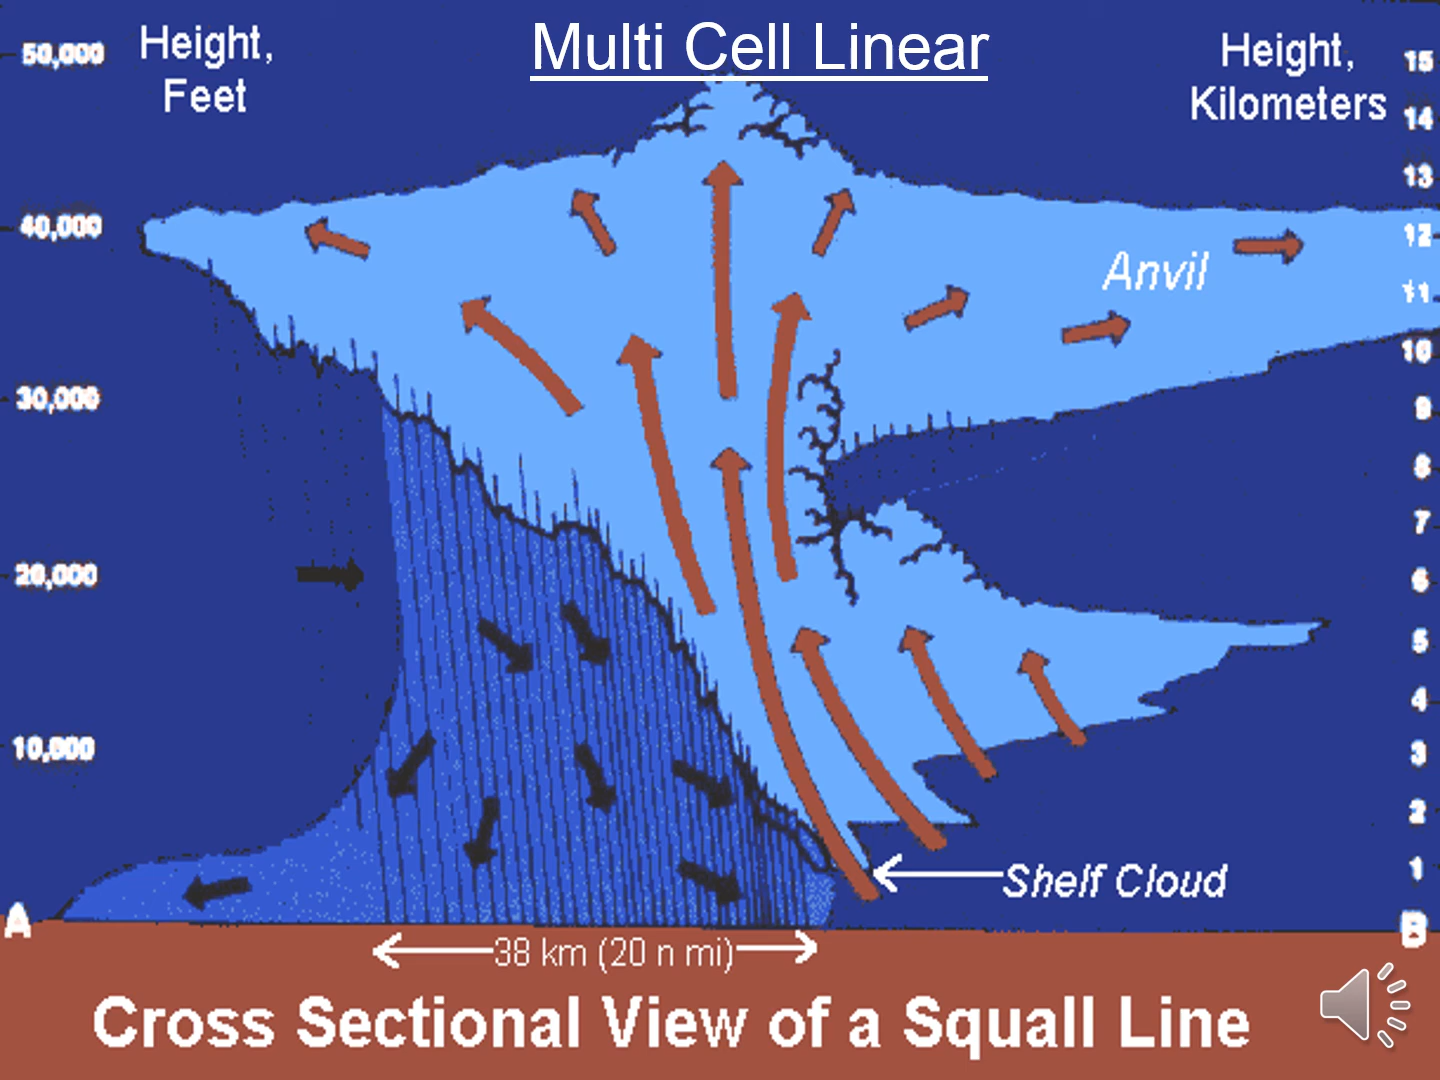 Multi Cell Linear
Height,
Feet
Height,
Kilometers
50,000
40,000
30,000
20,000
10,000
15
14
13
12
11
10
9
8
7
6
5
4
3
2
1
Anvil
Shelf Cloud
A
B
38 km (20 n mi)
Cross Sectional View of a Squall Line